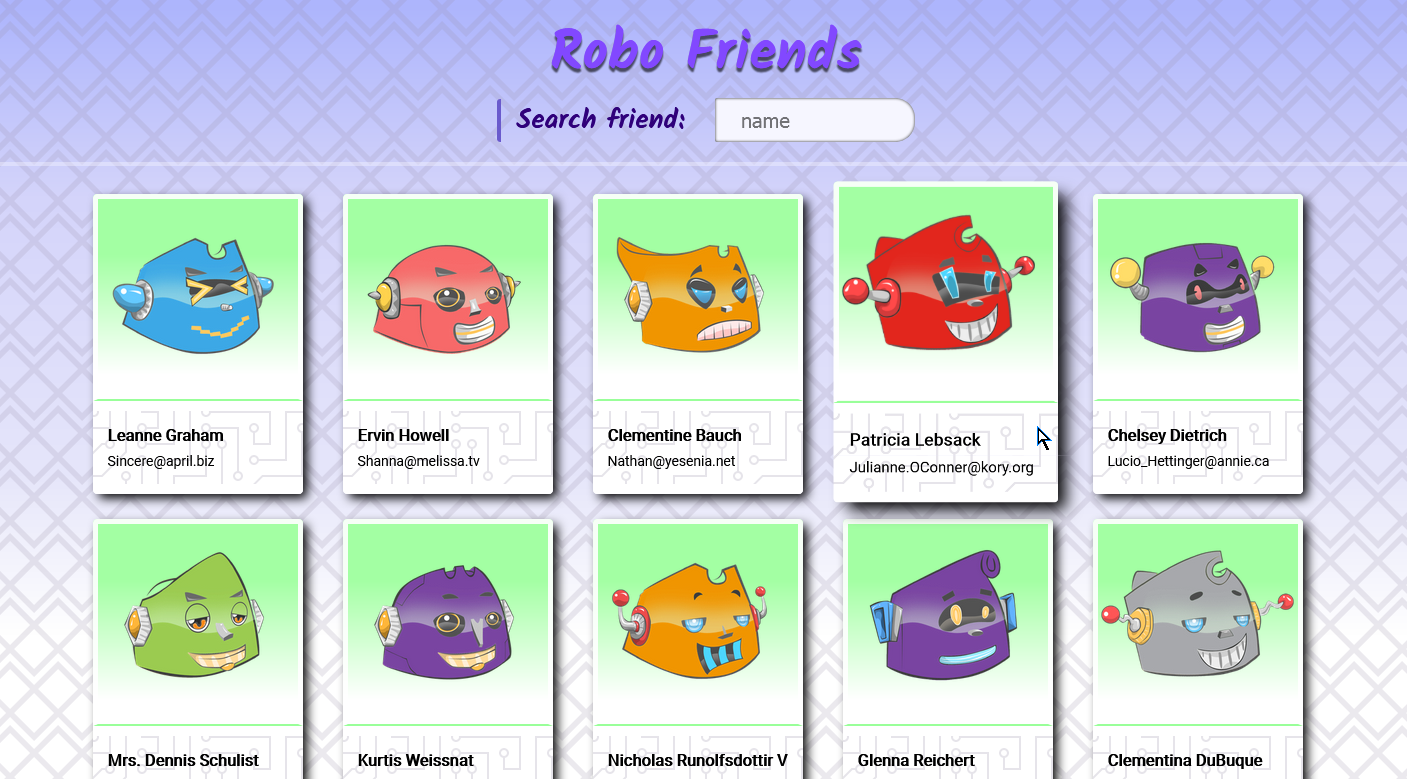 Robo Friends
Search friend:
name
Leanne Graham
Sincere@april.biz
Ervin Howell
Shanna@melissa.tv
Clementine Bauch
Nathan@yesenia.net
Patricia Lebsack
Julianne.OConner@kory.org
Chelsey Dietrich
Lucio_Hettinger@annie.ca
Mrs. Dennis Schulist
Kurtis Weissnat
Nicholas Runolfsdottir V
Glenna Reichert
Clementina DuBuque